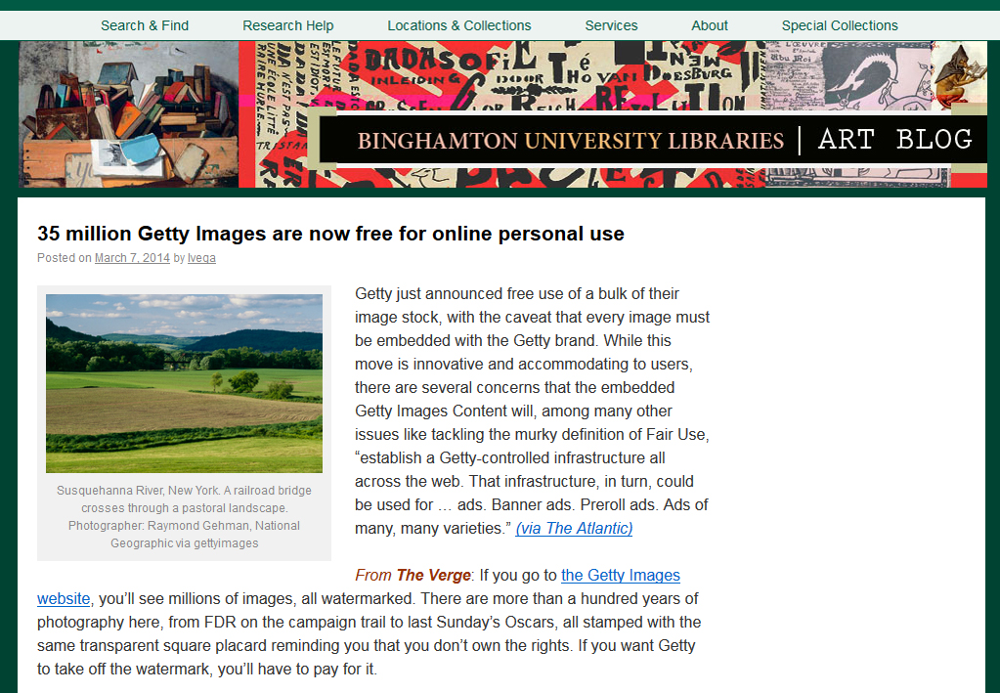 Search & Find Research Help Locations & Collections Services About Special Collections
DADASOFiE Thé
INLEIDING DOOR THEO VAN DOESBURG
BINGHAMTON UNIVERSITY LIBRARIES | ART BLOG
35 million Getty Images are now free for online personal use
Posted on March 7, 2014 by lvega
Getty just announced free use of a bulk of their
image stock, with the caveat that every image must
be embedded with the Getty brand. While this
move is innovative and accommodating to users,
there are several concerns that the embedded
Getty Images Content will, among many other
issues like tackling the murky definition of Fair Use,
“establish a Getty-controlled infrastructure all
across the web. That infrastructure, in turn, could
be used for … ads. Banner ads. Preroll ads. Ads of
many, many varieties.” (via The Atlantic)
Susquehanna River, New York. A railroad bridge
crosses through a pastoral landscape.
Photographer: Raymond Gehman, National
Geographic via gettyimages
From The Verge: If you go to the Getty Images
website, you’ll see millions of images, all watermarked. There are more than a hundred years of
photography here, from FDR on the campaign trail to last Sunday’s Oscars, all stamped with the
same transparent square placard reminding you that you don’t own the rights. If you want Getty
to take off the watermark, you’ll have to pay for it.